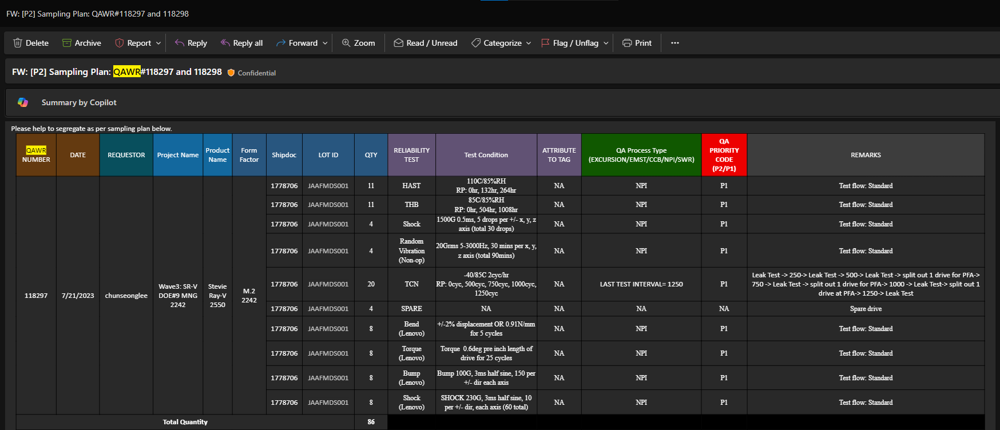 FW: [P2] Sampling Plan: QAWR#118297 and 118298
Delete Archive Report Reply Reply all Forward Zoom Read / Unread Categorize Flag / Unflag Print ...
FW: [P2] Sampling Plan: QAWR#118297 and 118298 Confidential
Summary by Copilot
Please help to segregate as per sampling plan below.
QAWR
NUMBER
DATE
REQUESTOR
Project Name
Product
Name
Form
Factor
Shipdoc
LOT ID
QTY
RELIABILITY
TEST
Test Condition
ATTRIBUTE
TO TAG
QA Process Type
(EXCURSION/EMST/CCB/NPI/SWR)
QA
PRIORITY
CODE
(P2/P1)
REMARKS
118297
7/21/2023
chunseonglee
Wave3: SR-V
DOE#9 MNG
2242
Stevie
Ray-V
2550
M.2
2242
1778706 JAAFMDS001 11 HAST
110C/85%RH
RP: 0hr, 132hr, 264hr
NA NPI P1 Test flow: Standard
1778706 JAAFMDS001 11 THB
85C/85%RH
RP: 0hr, 504hr, 1008hr
NA NPI P1 Test flow: Standard
1778706 JAAFMDS001 4 Shock
1500G 0.5ms, 5 drops per +/- x, y, z
axis (total 30 drops)
NA NPI P1 Test flow: Standard
1778706 JAAFMDS001 4
Random
Vibration
(Non-op)
20Grms 5-3000Hz, 30 mins per x, y,
z axis (total 90mins)
NA NPI P1 Test flow: Standard
1778706 JAAFMDS001 20 TCN
-40/85C 2cyc/hr
RP: 0cyc, 500cyc, 750cyc, 1000cyc,
1250cyc
NA LAST TEST INTERVAL= 1250 P1
Leak Test -> 250-> Leak Test -> 500-> Leak Test -> split out 1 drive for PFA->
750 -> Leak Test -> split out 1 drive for PFA-> 1000 -> Leak Test-> split out 1
drive at PFA-> 1250-> Leak Test
1778706 JAAFMDS001 4 SPARE NA NA NA NA Spare drive
1778706 JAAFMDS001 8
Bend
(Lenovo)
+/-2% displacement OR 0.91N/mm
for 5 cycles
NA NPI P1 Test flow: Standard
1778706 JAAFMDS001 8
Torque
(Lenovo)
Torque 0.6deg pre inch length of
drive for 25 cycles
NA NPI P1 Test flow: Standard
1778706 JAAFMDS001 8
Bump
(Lenovo)
Bump 100G, 3ms half sine, 150 per
+/- dir each axis
NA NPI P1 Test flow: Standard
1778706 JAAFMDS001 8
Shock
(Lenovo)
SHOCK 230G, 3ms half sine, 10
per +/- dir, each axis (60 total)
NA NPI P1 Test flow: Standard
Total Quantity 86